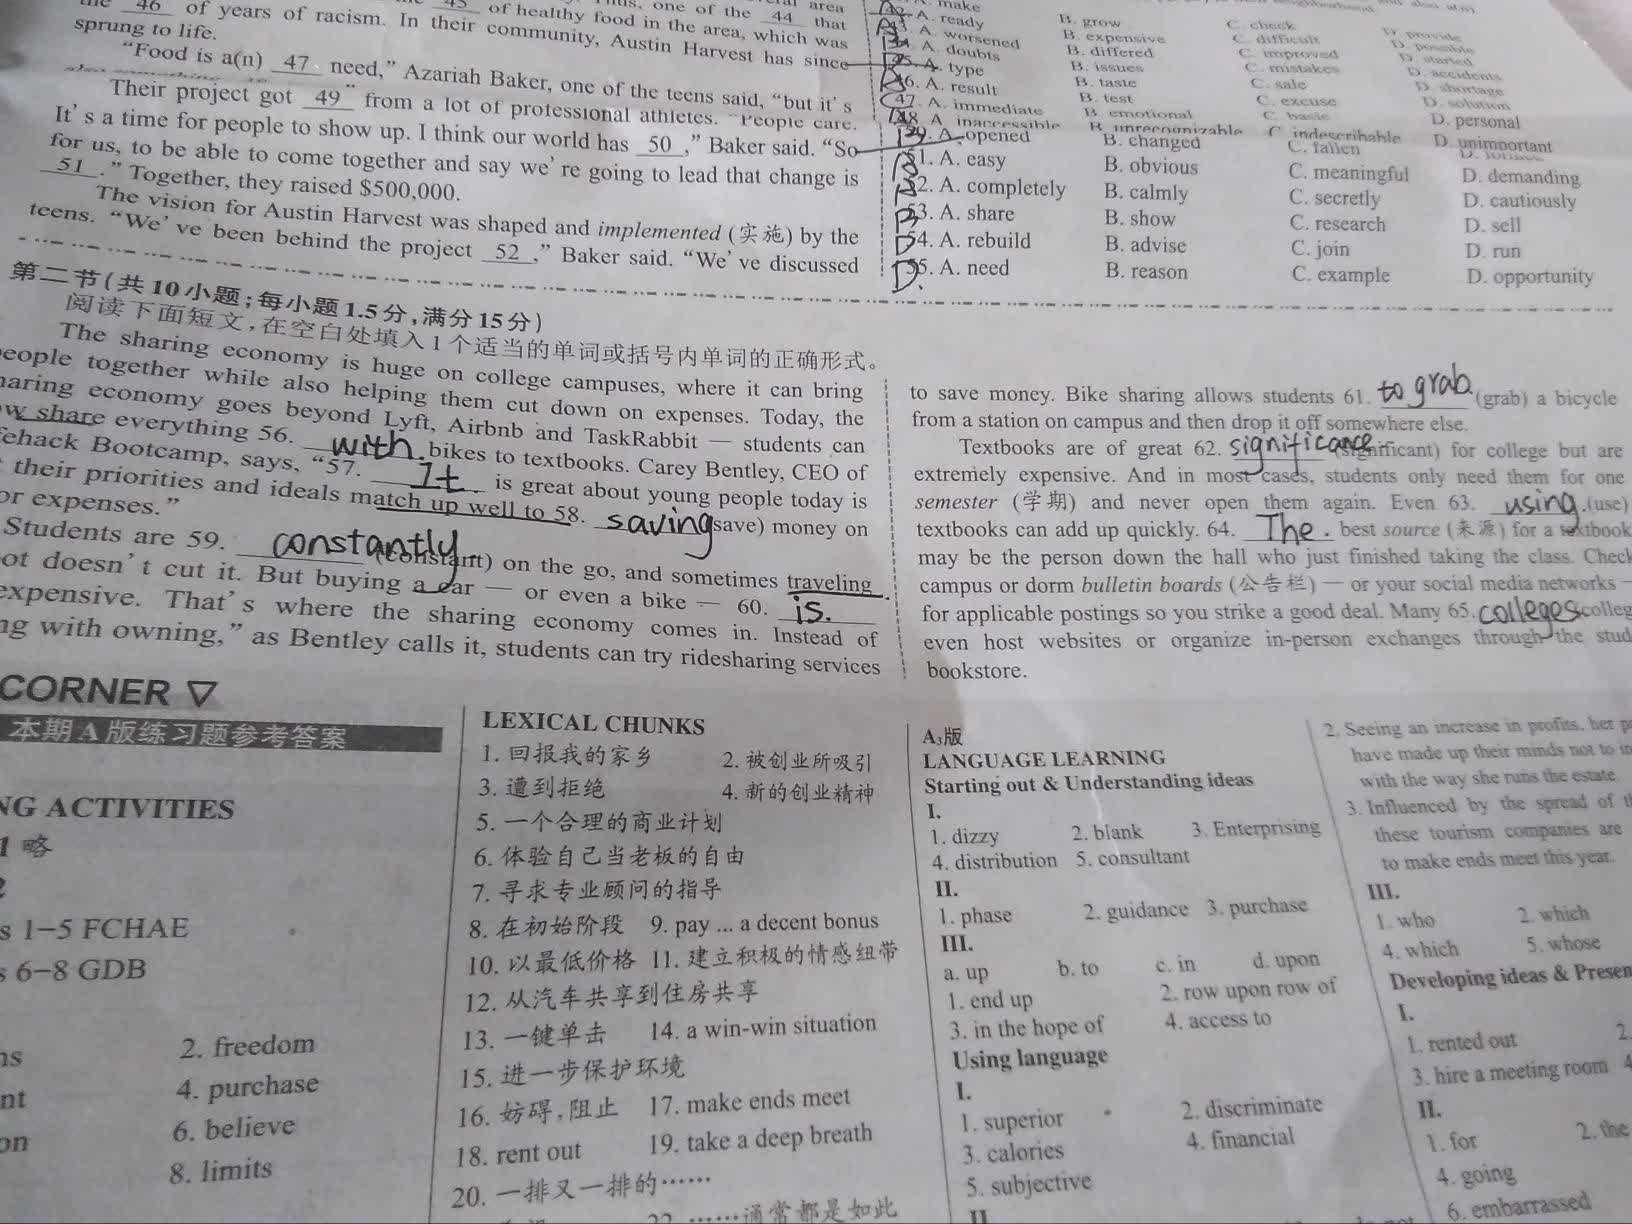 46 of years of racism. In their community, Austin Harvest has since
sprung to life.
of healthy food in the area, which was
one of the 44 that
"Food is a(n) 47 need," Azariah Baker, one of the teens said, "but it's
Their project got 49 from a lot of professional athletes. "People care.
It's a time for people to show up. I think our world has 50 ," Baker said. "So
for us, to be able to come together and say we're going to lead that change is
51 ." Together, they raised $500,000.
The vision for Austin Harvest was shaped and implemented (实施) by the
teens. "We've been behind the project 52 ," Baker said. "We've discussed
make
A. ready B. grow C. check D. provide
A. worsened B. expensive C. difficult D. possible
A. doubts B. differed C. improved D. started
45. A. type B. issues C. mistakes D. accidents
46. A. result B. taste C. sale D. shortage
47. A. immediate B. test C. excuse D. solution
48. A. inaccessible B. emotional C. basic D. personal
B. unrecognizable C. indescribable D. unimportant
A. opened B. changed C. fallen
51. A. easy B. obvious C. meaningful D. demanding
52. A. completely B. calmly C. secretly D. cautiously
53. A. share B. show C. research D. sell
54. A. rebuild B. advise C. join D. run
55. A. need B. reason C. example D. opportunity
D.
第二节(共10小题;每小题1.5分,满分15分)
阅读下面短文,在空白处填入1个适当的单词或括号内单词的正确形式。
The sharing economy is huge on college campuses, where it can bring
people together while also helping them cut down on expenses. Today, the
haring economy goes beyond Lyft, Airbnb and TaskRabbit — students can
ow share everything 56. with bikes to textbooks. Carey Bentley, CEO of
fehack Bootcamp, says, "57. It is great about young people today is
their priorities and ideals match up well to 58. saving (save) money on
or expenses."
Students are 59. constantly (constant) on the go, and sometimes traveling
oot doesn't cut it. But buying a car — or even a bike — 60. is.
expensive. That's where the sharing economy comes in. Instead of
ng with owning," as Bentley calls it, students can try ridesharing services
to save money. Bike sharing allows students 61. to grab (grab) a bicycle
from a station on campus and then drop it off somewhere else.
Textbooks are of great 62. significance (significant) for college but are
extremely expensive. And in most cases, students only need them for one
semester (学期) and never open them again. Even 63. using (use)
textbooks can add up quickly. 64. The best source (来源) for a textbook
may be the person down the hall who just finished taking the class. Check
campus or dorm bulletin boards (公告栏) — or your social media networks —
for applicable postings so you strike a good deal. Many 65. colleges colleg
even host websites or organize in-person exchanges through the stud
bookstore.
CORNER
本期A版练习题参考答案
NG ACTIVITIES
1 略
s 1–5 FCHAE
s 6–8 GDB
2. freedom
nt 4. purchase
on 6. believe
8. limits
LEXICAL CHUNKS
1. 回报我的家乡 2. 被创业所吸引
3. 遭到拒绝 4. 新的创业精神
5. 一个合理的商业计划
6. 体验自己当老板的自由
7. 寻求专业顾问的指导
8. 在初始阶段 9. pay ... a decent bonus
10. 以最低价格 11. 建立积极的情感纽带
12. 从汽车共享到住房共享
13. 一键单击 14. a win-win situation
15. 进一步保护环境
16. 妨碍,阻止 17. make ends meet
18. rent out 19. take a deep breath
20. 一排又一排的……
……通常都是如此
A₃版
LANGUAGE LEARNING
Starting out & Understanding ideas
I.
1. dizzy 2. blank 3. Enterprising
4. distribution 5. consultant
II.
1. phase 2. guidance 3. purchase
III.
a. up b. to c. in d. upon
1. end up 2. row upon row of
3. in the hope of 4. access to
Using language
I.
1. superior 2. discriminate
3. calories 4. financial
5. subjective
II
2. Seeing an increase in profits, her p
have made up their minds not to in
with the way she runs the estate.
3. Influenced by the spread of th
these tourism companies are
to make ends meet this year.
III.
1. who 2. which
4. which 5. whose
Developing ideas & Presen
I.
1. rented out 2.
3. hire a meeting room 4
II.
1. for 2. the
4. going
6. embarrassed